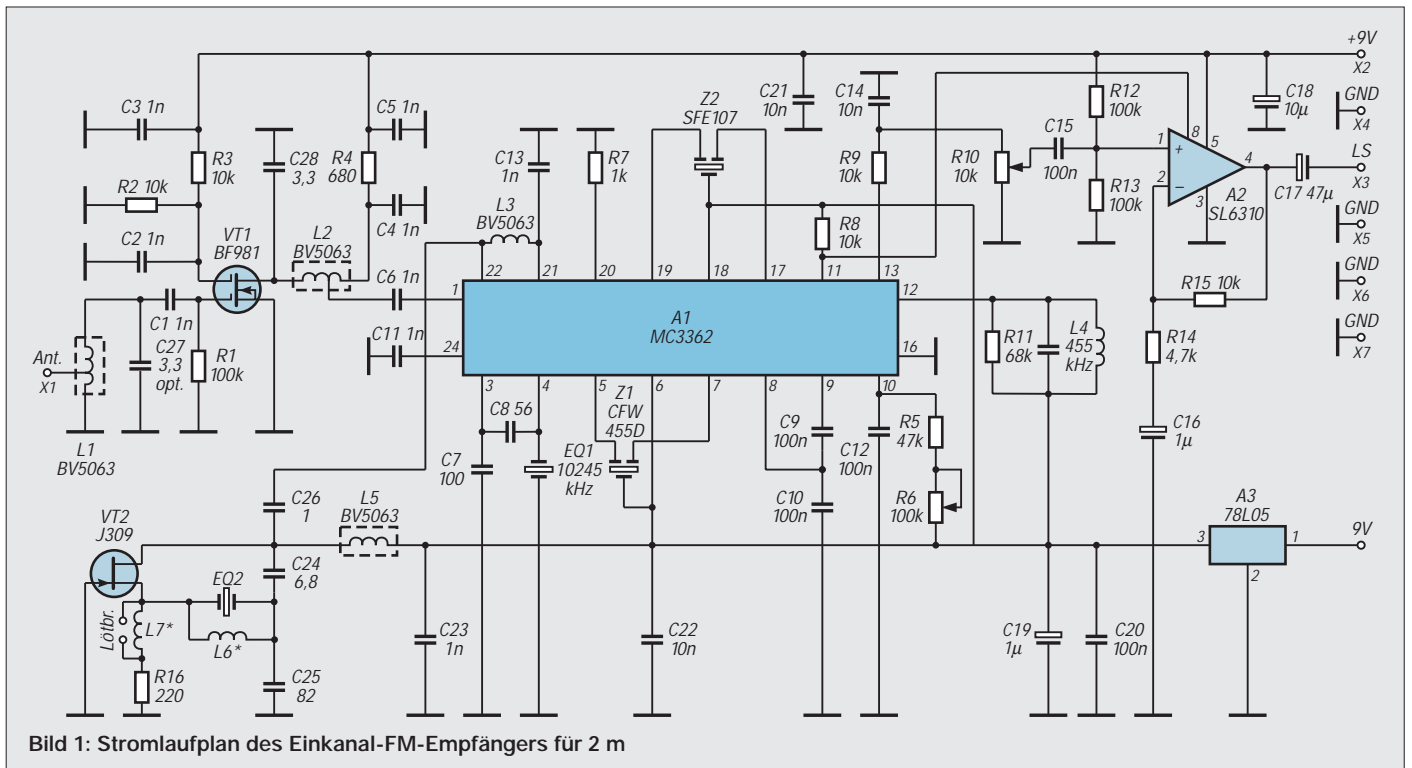 +9V
X2
C3 1n
C5 1n
C21
10n
Z2
SFE107
C14
10n
R12
100k
C18
10µ
GND
X4
R3
10k
C28
3,3
R4
680
C13
1n
R7
1k
C15
100n
1
8
5
4
LS
X3
R2 10k
L3
BV5063
R9
10k
R10
10k
R13
100k
+
2
–
3
A2
SL6310
C17 47µ
VT1
BF981
L2
BV5063
C4 1n
R8
10k
GND
X5
C2 1n
22
21
20
19
18
17
11
13
GND
X6
C6 1n
1
12
R15 10k
C1 1n
A1
MC3362
GND
X7
Ant.
X1
C27
3,3
opt.
R1
100k
C11 1n
24
16
R11
68k
L4
455
kHz
R14
4,7k
3
4
5
6
7
8
9
10
L1
BV5063
C8 56
Z1
CFW
455D
C9
100n
R5
47k
C16
1µ
C7
100
EQ1
10245
kHz
C12
100n
C26
1
L5
BV5063
C10
100n
R6
100k
A3
78L05
VT2
J309
3
1
9V
2
C24
6,8
EQ2
Lötbr.
L7*
L6*
C23
1n
C22
10n
C19
1µ
C20
100n
R16
220
C25
82
Bild 1: Stromlaufplan des Einkanal-FM-Empfängers für 2 m